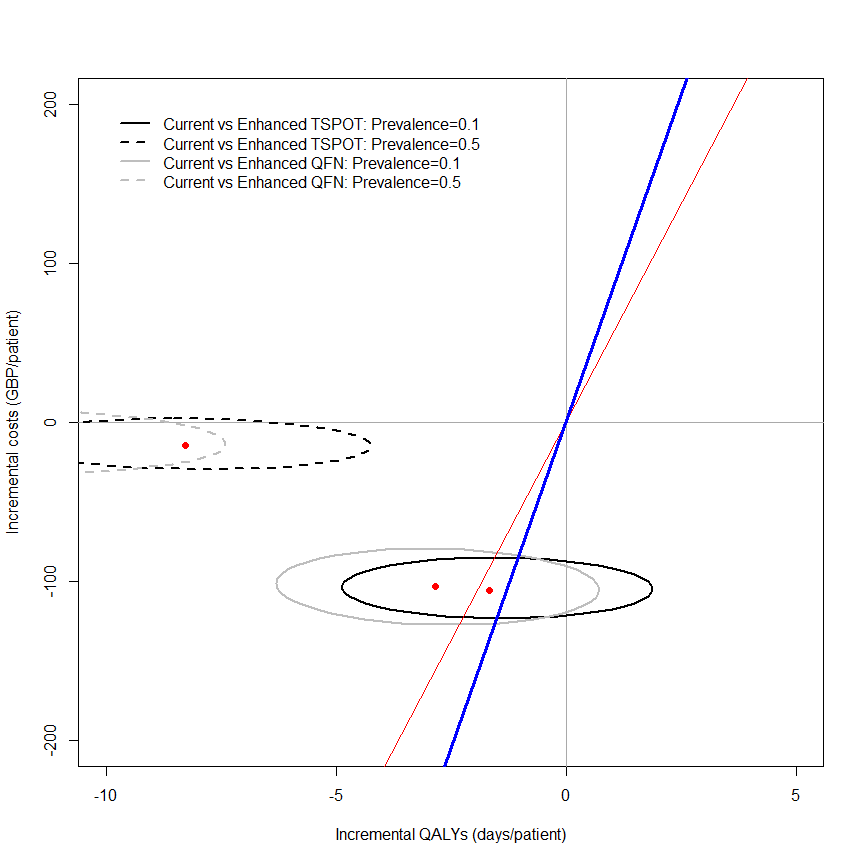 Current vs Enhanced TSPOT: Prevalence=0.1
Current vs Enhanced TSPOT: Prevalence=0.5
Current vs Enhanced QFN: Prevalence=0.1
Current vs Enhanced QFN: Prevalence=0.5
Incremental costs (GBP/patient)
200
100
0
-100
-200
-10
-5
0
5
Incremental QALYs (days/patient)